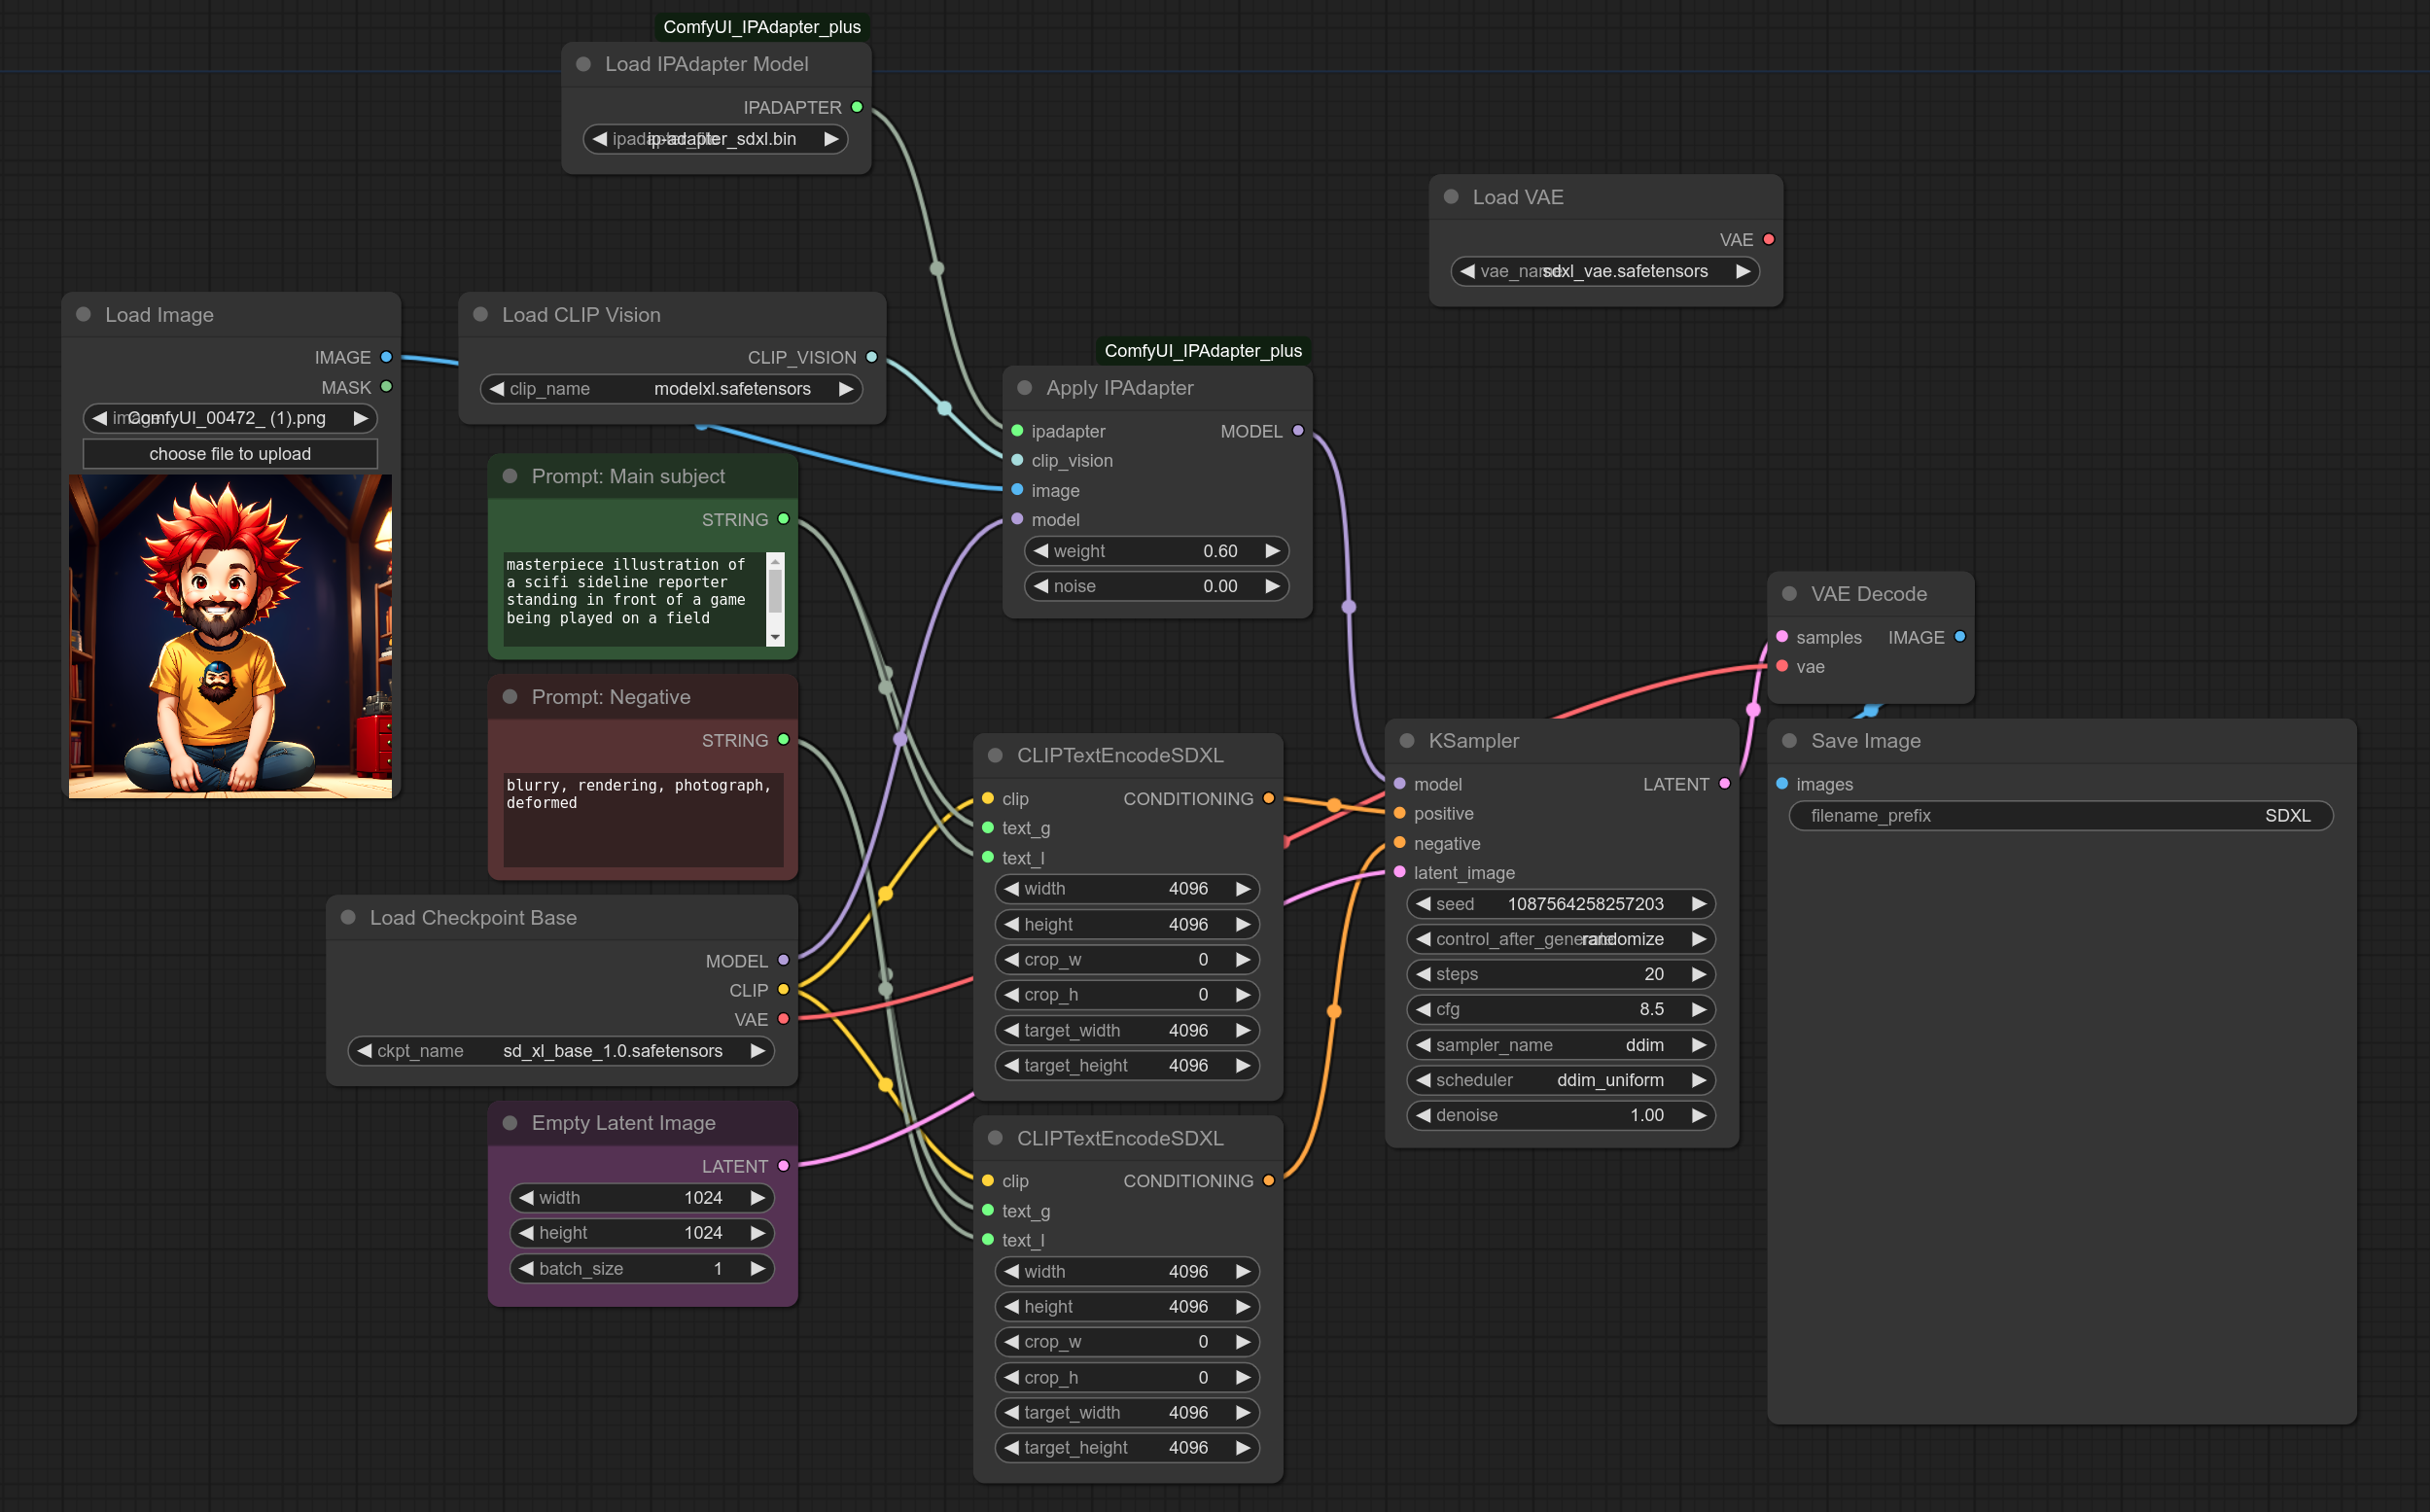 ComfyUI_IPAdapter_plus
Load IPAdapter Model
IPADAPTER
ip-adapter_sdxl.bin
Load VAE
VAE
vae_name sdxl_vae.safetensors
Load Image
IMAGE
MASK
image ComfyUI_00472_ (1).png
choose file to upload
Load CLIP Vision
CLIP_VISION
clip_name modelxl.safetensors
ComfyUI_IPAdapter_plus
Apply IPAdapter
ipadapter MODEL
clip_vision
image
model
weight 0.60
noise 0.00
Prompt: Main subject
STRING
masterpiece illustration of
a scifi sideline reporter
standing in front of a game
being played on a field
Prompt: Negative
STRING
blurry, rendering, photograph,
deformed
Load Checkpoint Base
MODEL
CLIP
VAE
ckpt_name sd_xl_base_1.0.safetensors
Empty Latent Image
LATENT
width 1024
height 1024
batch_size 1
CLIPTextEncodeSDXL
clip CONDITIONING
text_g
text_l
width 4096
height 4096
crop_w 0
crop_h 0
target_width 4096
target_height 4096
CLIPTextEncodeSDXL
clip CONDITIONING
text_g
text_l
width 4096
height 4096
crop_w 0
crop_h 0
target_width 4096
target_height 4096
KSampler
model LATENT
positive
negative
latent_image
seed 1087564258257203
control_after_generate randomize
steps 20
cfg 8.5
sampler_name ddim
scheduler ddim_uniform
denoise 1.00
VAE Decode
samples IMAGE
vae
Save Image
images
filename_prefix SDXL